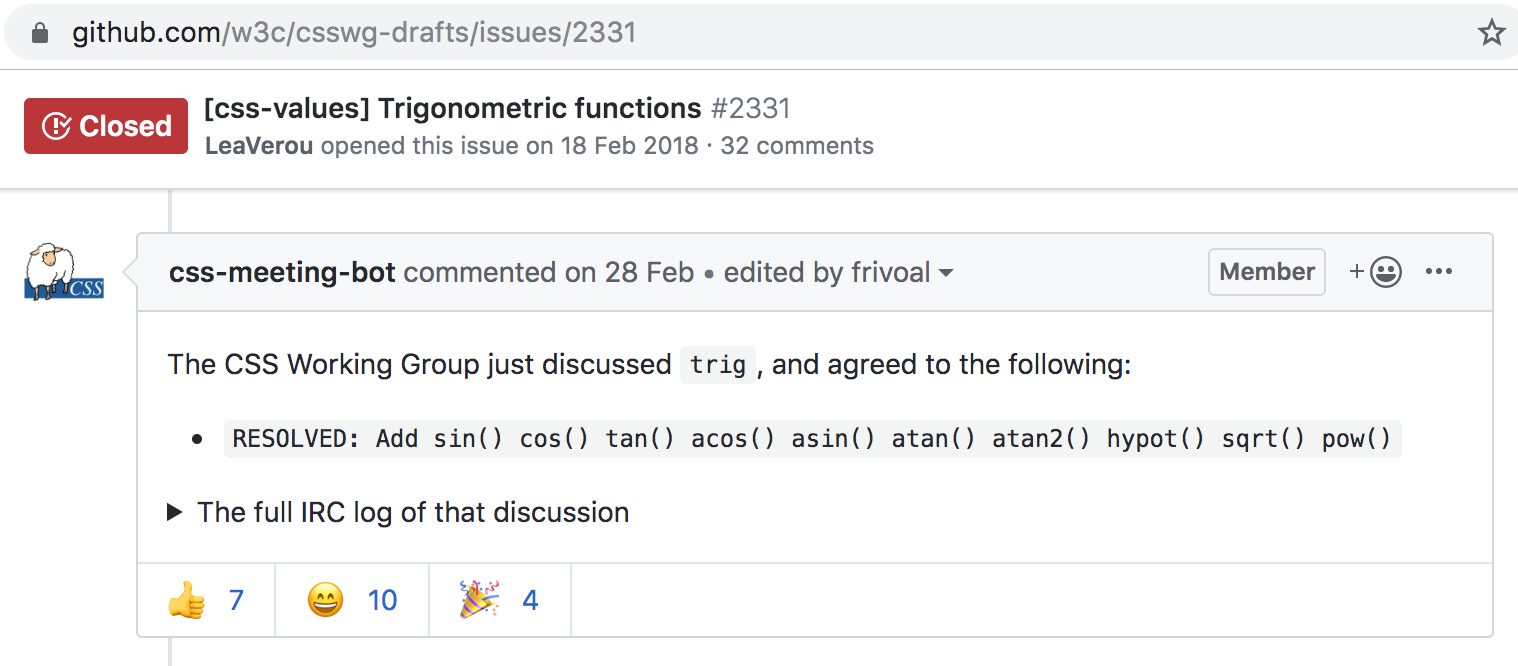 github.com/w3c/csswg-drafts/issues/2331
Closed
[css-values] Trigonometric functions #2331
LeaVerou opened this issue on 18 Feb 2018 · 32 comments
CSS
css-meeting-bot commented on 28 Feb • edited by frivoal
Member
The CSS Working Group just discussed trig , and agreed to the following:
• RESOLVED: Add sin() cos() tan() acos() asin() atan() atan2() hypot() sqrt() pow()
The full IRC log of that discussion
7 10 4